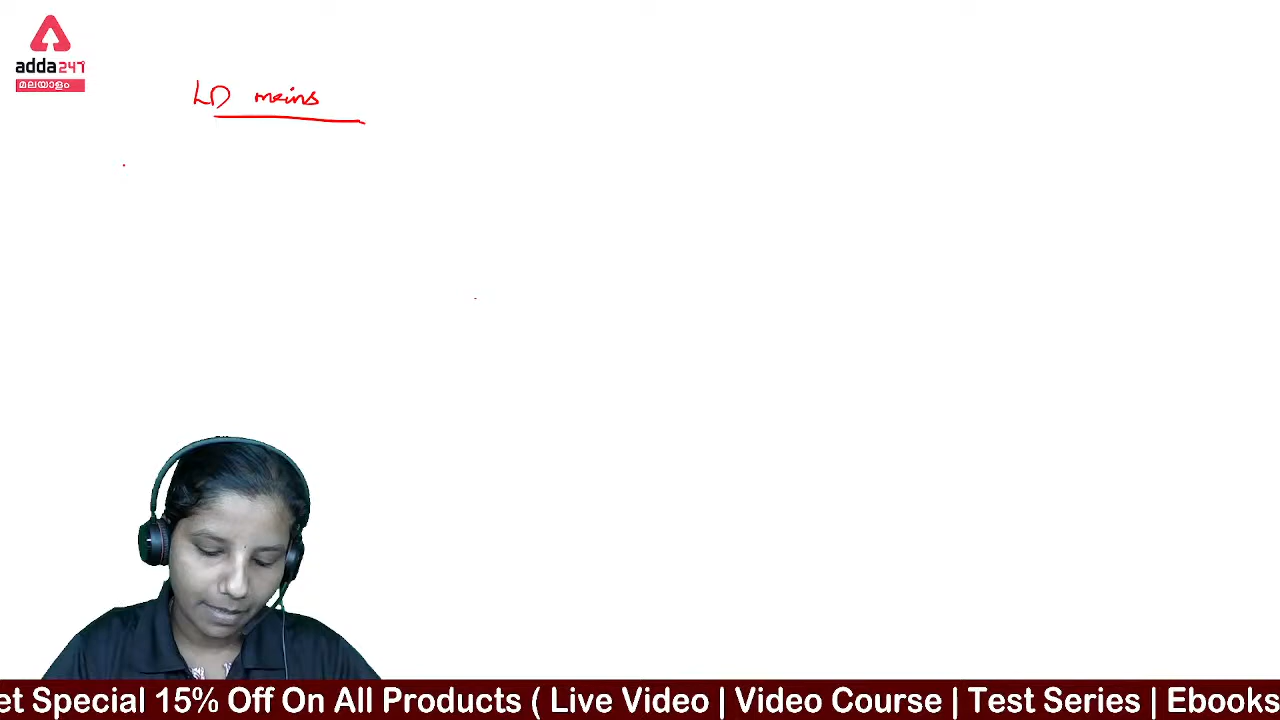 adda247
മലയാളം
LD mains
et Special 15% Off On All Products ( Live Video | Video Course | Test Series | Ebooks